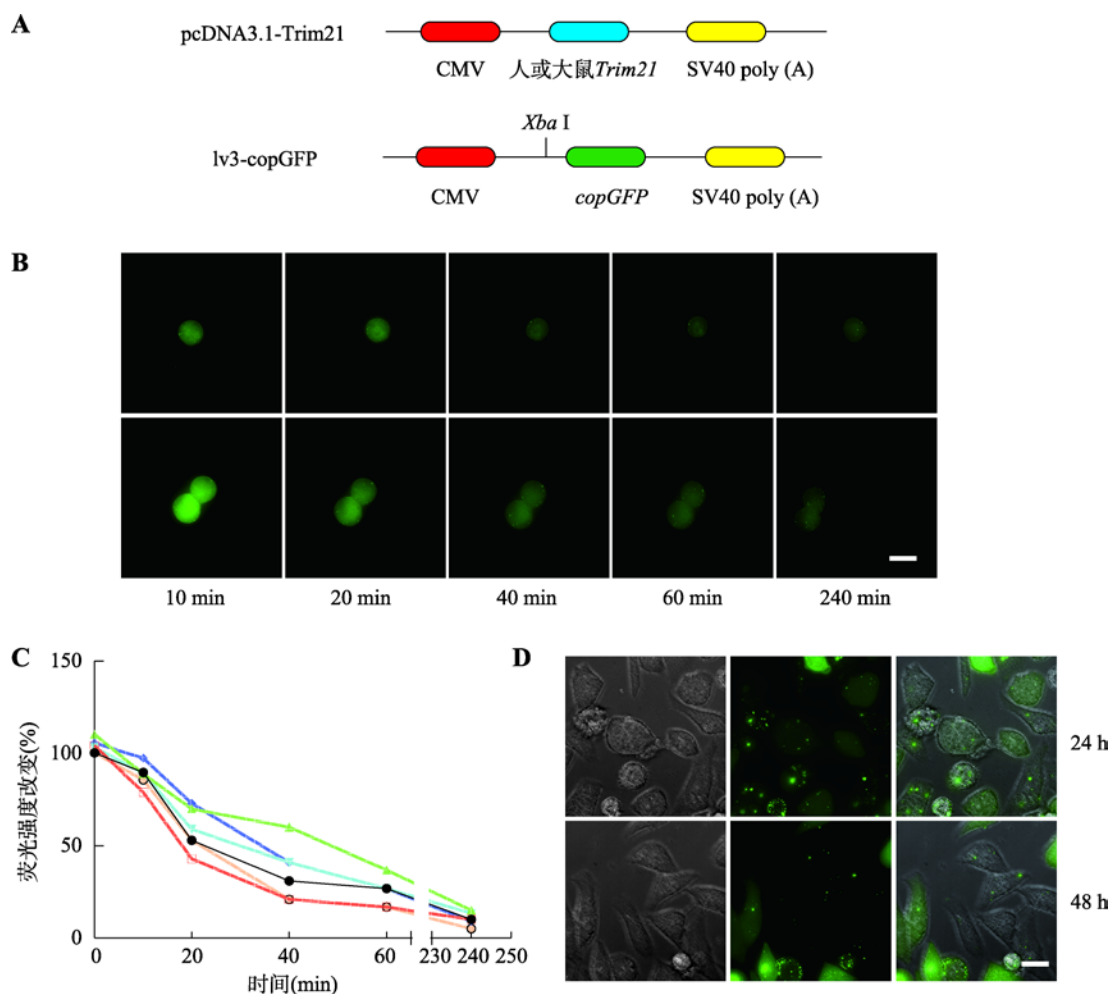 A
pcDNA3.1-Trim21
CMV
人或大鼠Trim21
SV40 poly (A)
Xba I
lv3-copGFP
CMV
copGFP
SV40 poly (A)
B
10 min
20 min
40 min
60 min
240 min
C
荧光强度改变(%)
150
100
50
0
0
20
40
60
230
240
250
时间(min)
D
24 h
48 h